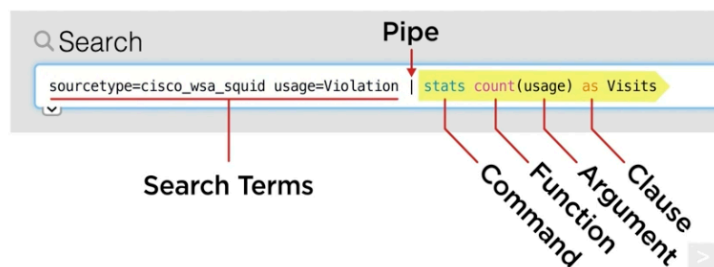 Search
Pipe
sourcetype=cisco_wsa_squid usage=Violation | stats count(usage) as Visits
Search Terms
Command
Function
Argument
Clause
>